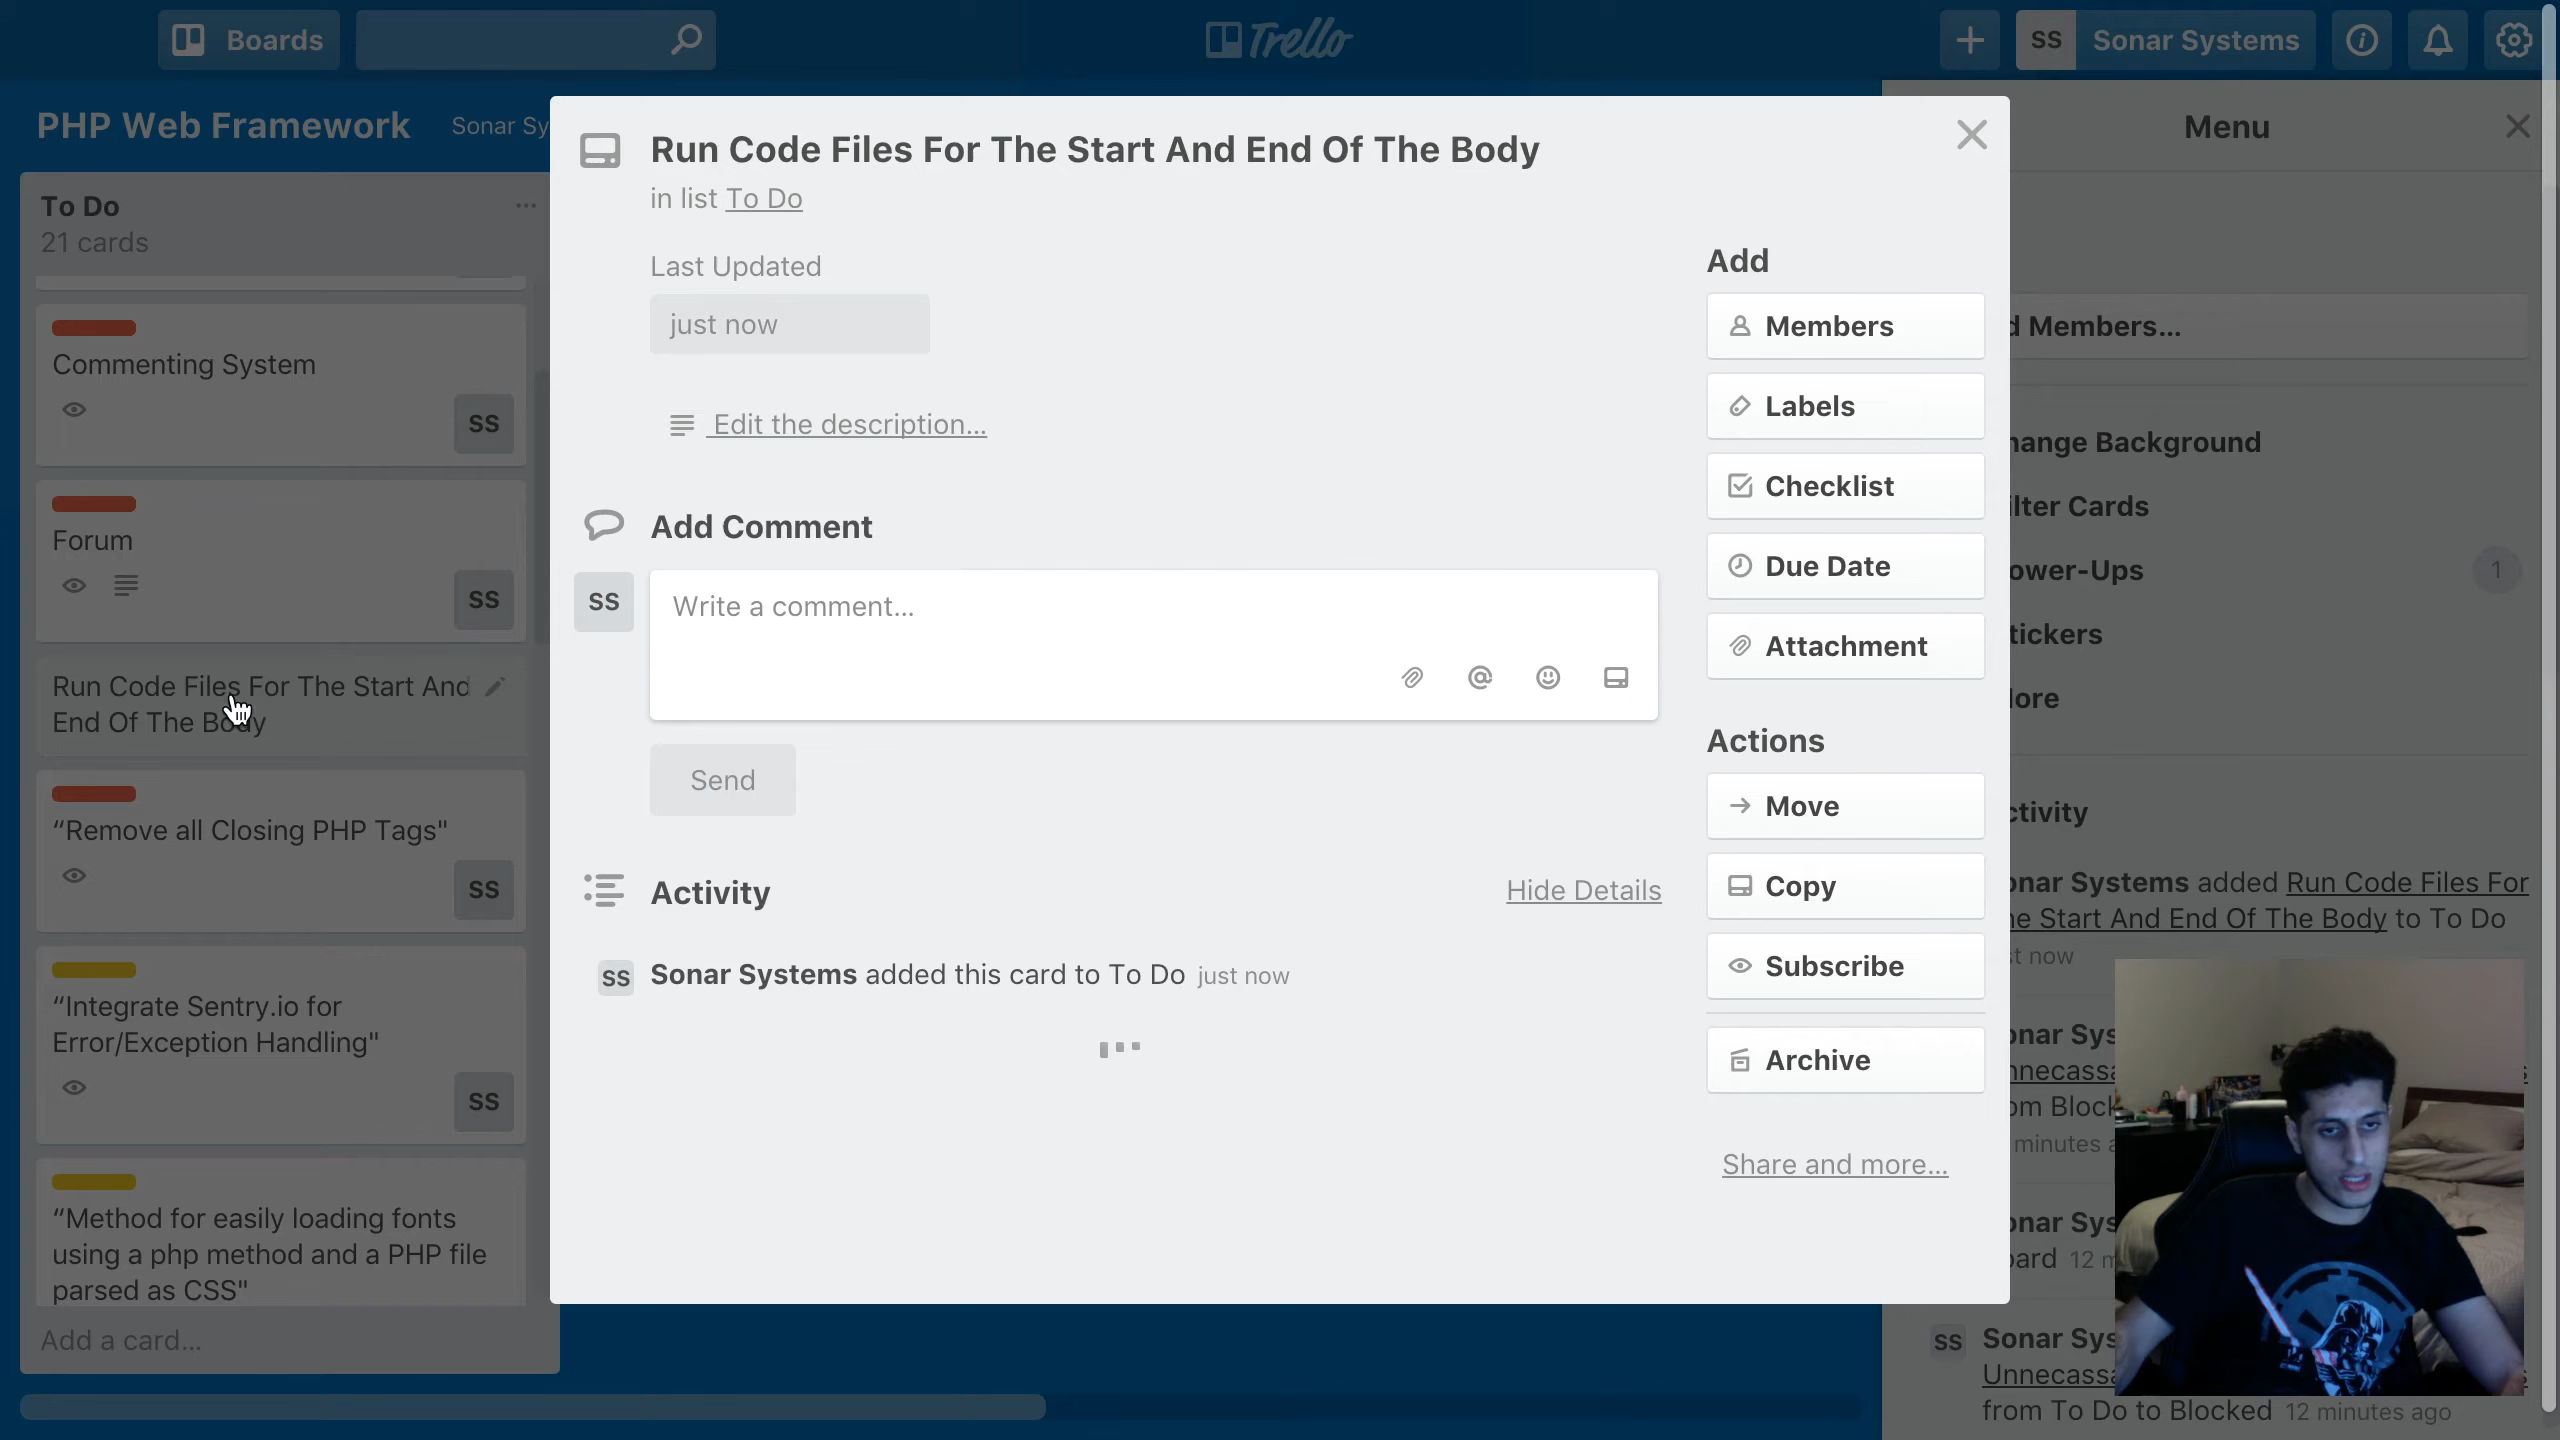 Boards
Trello
SS Sonar Systems
PHP Web Framework
Sonar Sy
To Do
21 cards
Commenting System
SS
Forum
SS
Run Code Files For The Start And
End Of The Body
“Remove all Closing PHP Tags"
SS
“Integrate Sentry.io for
Error/Exception Handling"
SS
“Method for easily loading fonts
using a php method and a PHP file
parsed as CSS"
Add a card...
Run Code Files For The Start And End Of The Body
in list To Do
Last Updated
just now
Edit the description...
Add Comment
SS
Write a comment...
Send
Activity
Hide Details
SS Sonar Systems added this card to To Do just now
Add
Members
Labels
Checklist
Due Date
Attachment
Actions
Move
Copy
Subscribe
Archive
Share and more...
Menu
d Members...
hange Background
ilter Cards
ower-Ups
1
tickers
lore
ctivity
onar Systems added Run Code Files For
he Start And End Of The Body to To Do
st now
onar Sys
nnecassa
om Block
minutes a
onar Sys
oard 12 m
SS Sonar Sys
Unnecassa
from To Do to Blocked 12 minutes ago